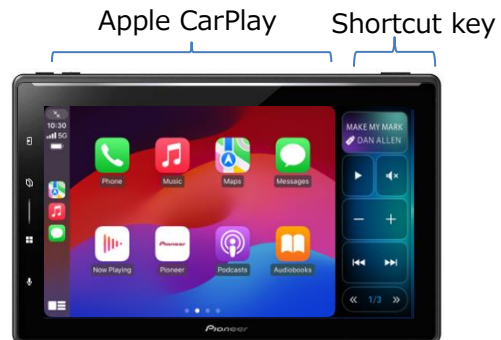 Apple CarPlay
Shortcut key
10:30
5G
Phone
Music
Maps
Messages
Now Playing
Pioneer
Podcasts
Audiobooks
Pioneer
MAKE MY MARK
DAN ALLEN
1/3
Pioneer